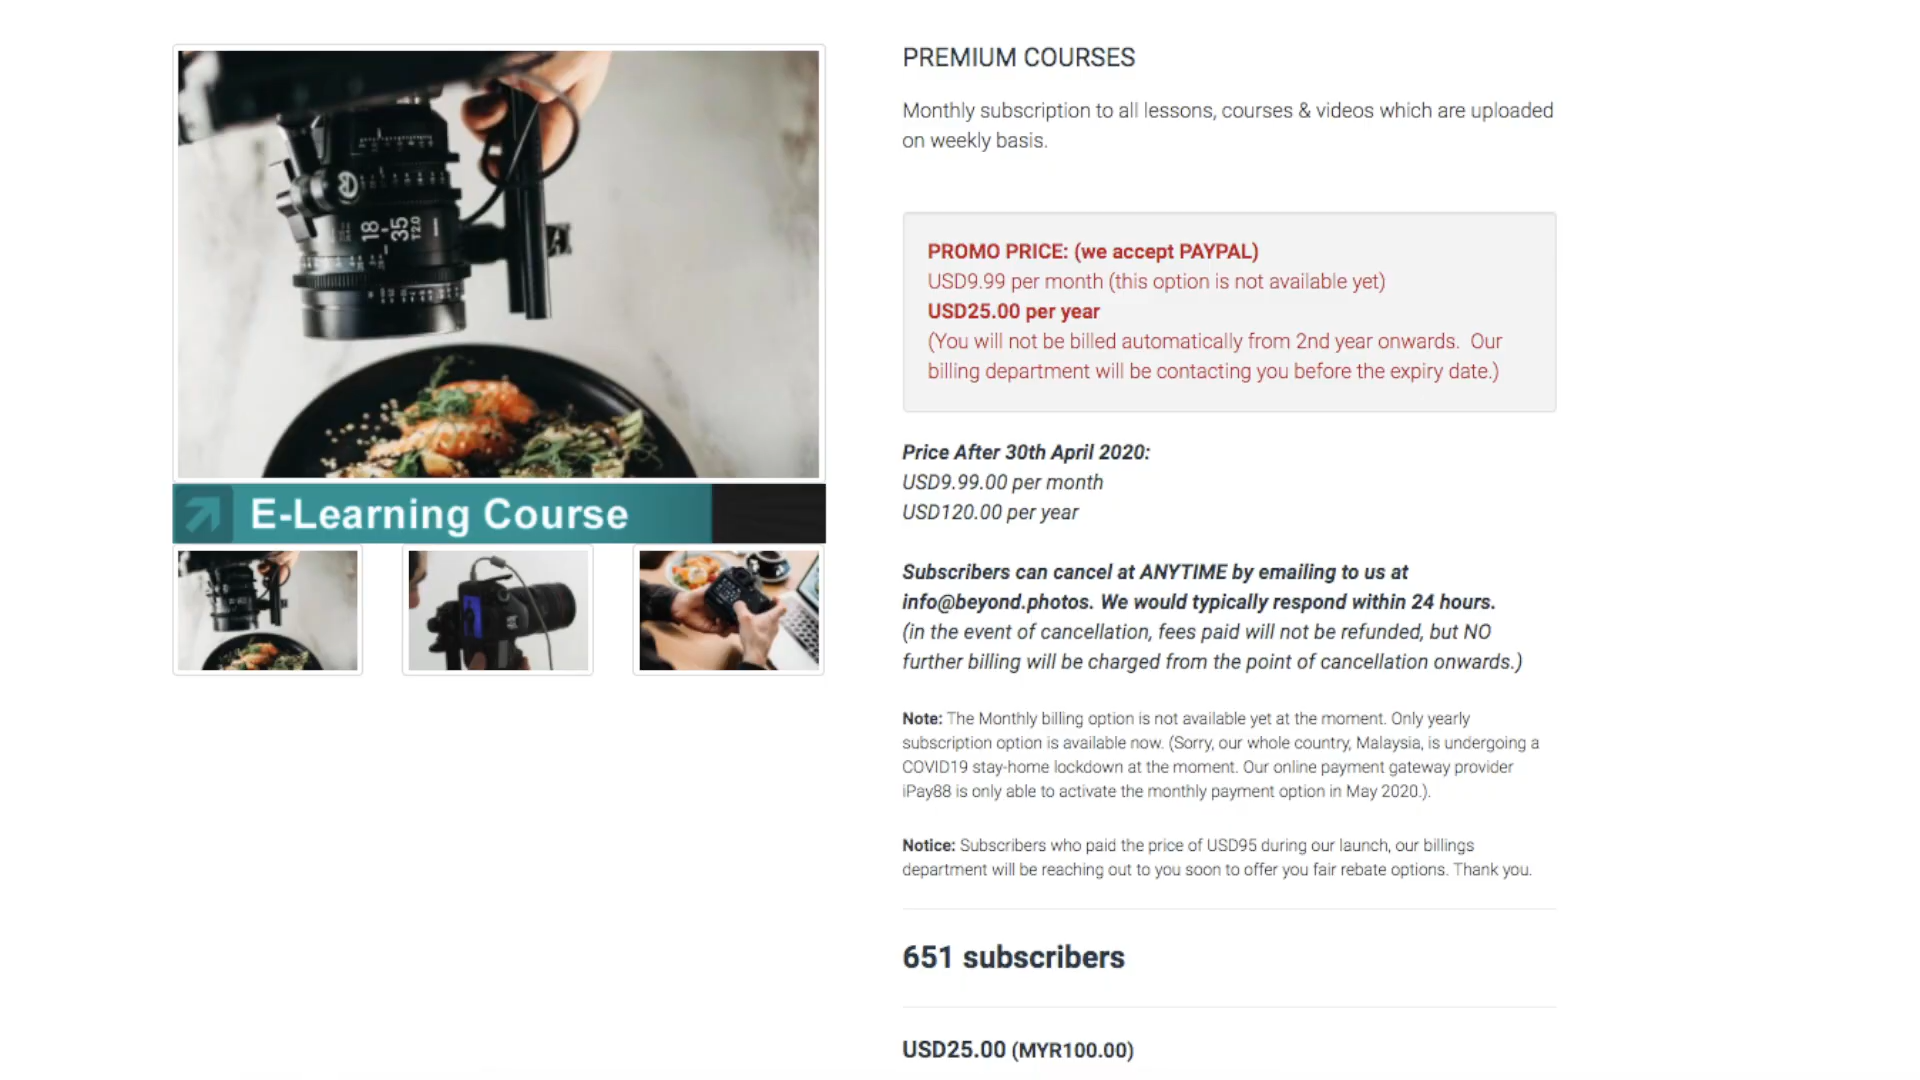 PREMIUM COURSES
Monthly subscription to all lessons, courses & videos which are uploaded
on weekly basis.
PROMO PRICE: (we accept PAYPAL)
USD9.99 per month (this option is not available yet)
USD25.00 per year
(You will not be billed automatically from 2nd year onwards. Our
billing department will be contacting you before the expiry date.)
Price After 30th April 2020:
USD9.99.00 per month
USD120.00 per year
Subscribers can cancel at ANYTIME by emailing to us at
info@beyond.photos. We would typically respond within 24 hours.
(in the event of cancellation, fees paid will not be refunded, but NO
further billing will be charged from the point of cancellation onwards.)
Note: The Monthly billing option is not available yet at the moment. Only yearly
subscription option is available now. (Sorry, our whole country, Malaysia, is undergoing a
COVID19 stay-home lockdown at the moment. Our online payment gateway provider
iPay88 is only able to activate the monthly payment option in May 2020.).
Notice: Subscribers who paid the price of USD95 during our launch, our billings
department will be reaching out to you soon to offer you fair rebate options. Thank you.
651 subscribers
USD25.00 (MYR100.00)
18
35
T2.0
E-Learning Course